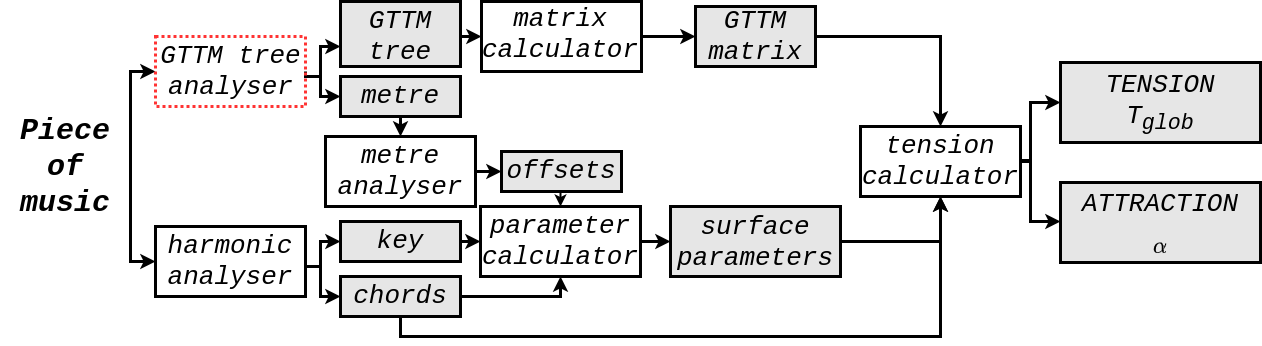 Piece
of
music
GTTM tree
analyser
harmonic
analyser
GTTM
tree
metre
metre
analyser
key
chords
matrix
calculator
offsets
parameter
calculator
GTTM
matrix
surface
parameters
tension
calculator
TENSION
T_glob
ATTRACTION
α